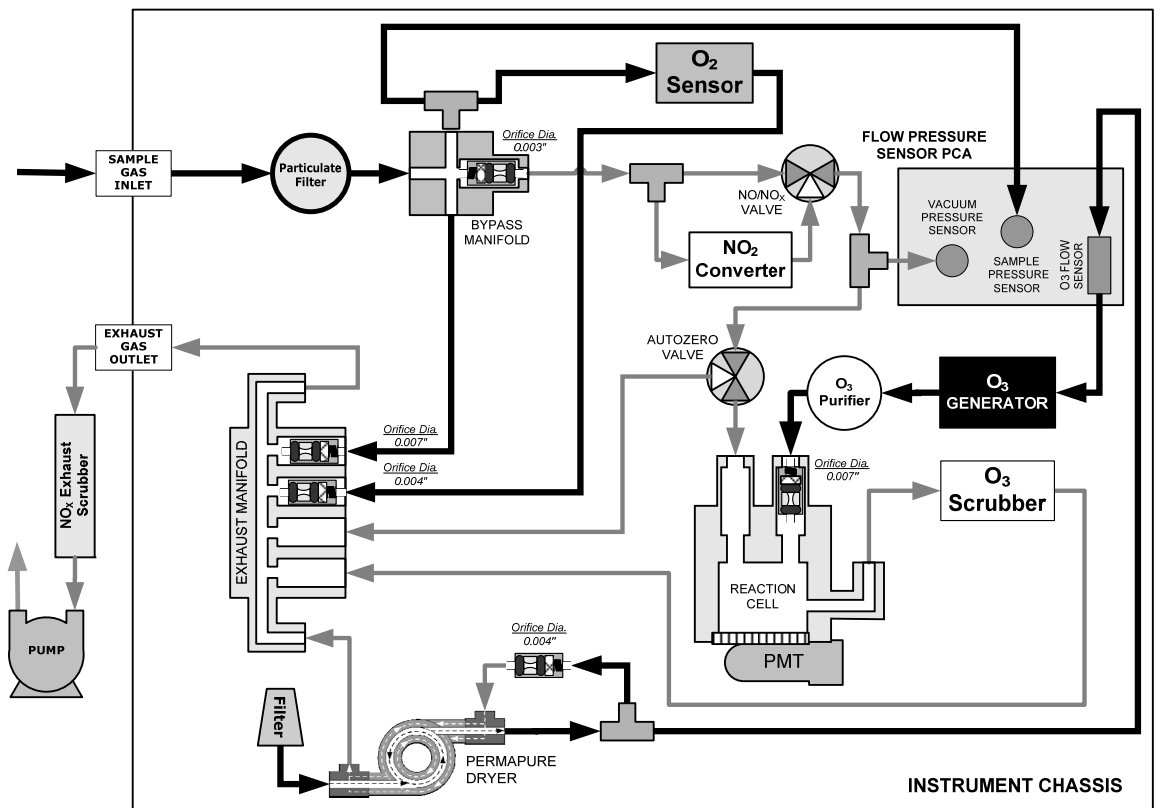 O2
Sensor
Orifice Dia.
0.003"
FLOW PRESSURE
SENSOR PCA
SAMPLE
GAS
INLET
Particulate
Filter
BYPASS
MANIFOLD
NO/NOX
VALVE
NO2
Converter
VACUUM
PRESSURE
SENSOR
SAMPLE
PRESSURE
SENSOR
O3 FLOW
SENSOR
EXHAUST
GAS
OUTLET
AUTOZERO
VALVE
O3
Purifier
O3
GENERATOR
NOX Exhaust
Scrubber
EXHAUST MANIFOLD
Orifice Dia.
0.007"
Orifice Dia.
0.004"
Orifice Dia.
0.007"
O3
Scrubber
REACTION
CELL
PMT
PUMP
Orifice Dia.
0.004"
Filter
PERMAPURE
DRYER
INSTRUMENT CHASSIS